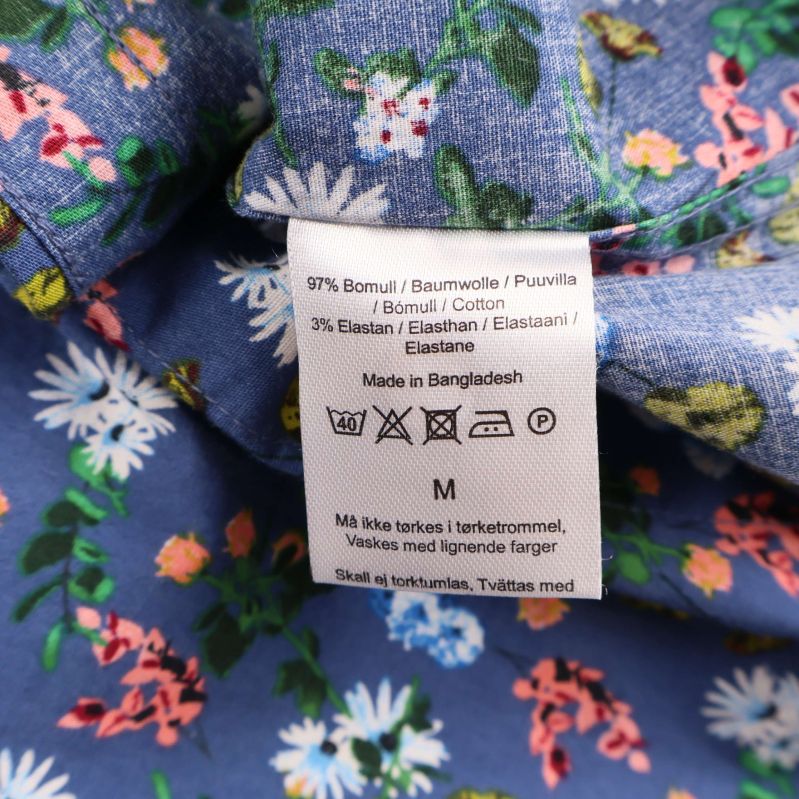 97% Bomull / Baumwolle / Puuvilla
/ Bómull / Cotton
3% Elastan / Elasthan / Elastaani /
Elastane
Made in Bangladesh
40 P
M
Må ikke tørkes i tørketrommel,
Vaskes med lignende farger
Skall ej torktumlas, Tvättas med